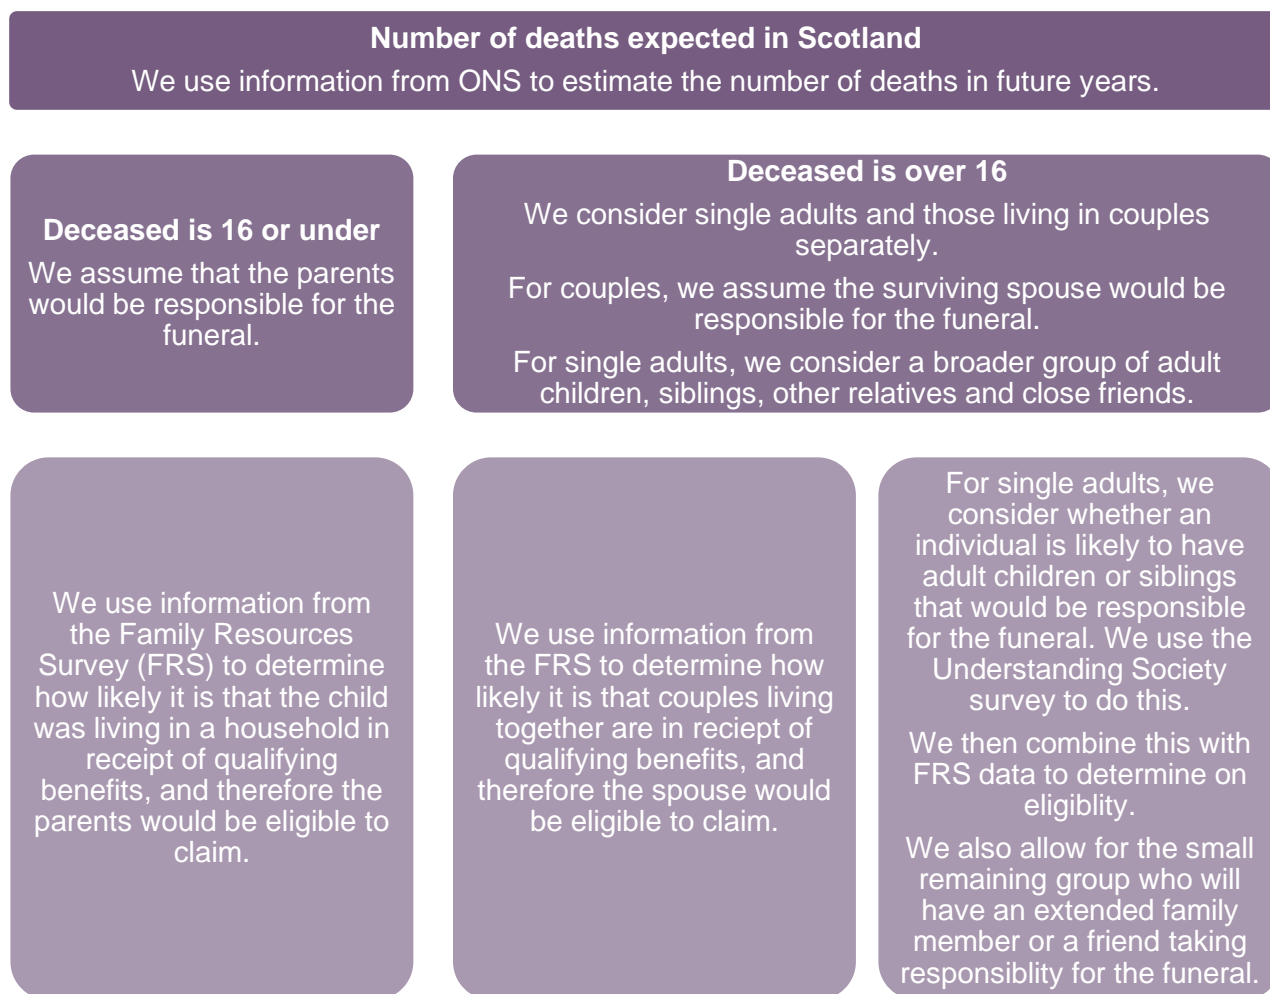 Number of deaths expected in Scotland
We use information from ONS to estimate the number of deaths in future years.
Deceased is 16 or under
We assume that the parents
would be responsible for the
funeral.
Deceased is over 16
We consider single adults and those living in couples
separately.
For couples, we assume the surviving spouse would be
responsible for the funeral.
For single adults, we consider a broader group of adult
children, siblings, other relatives and close friends.
We use information from
the Family Resources
Survey (FRS) to determine
how likely it is that the child
was living in a household in
receipt of qualifying
benefits, and therefore the
parents would be eligible to
claim.
We use information from
the FRS to determine how
likely it is that couples living
together are in reciept of
qualifying benefits, and
therefore the spouse would
be eligible to claim.
For single adults, we
consider whether an
individual is likely to have
adult children or siblings
that would be responsible
for the funeral. We use the
Understanding Society
survey to do this.
We then combine this with
FRS data to determine on
eligiblity.
We also allow for the small
remaining group who will
have an extended family
member or a friend taking
responsiblity for the funeral.